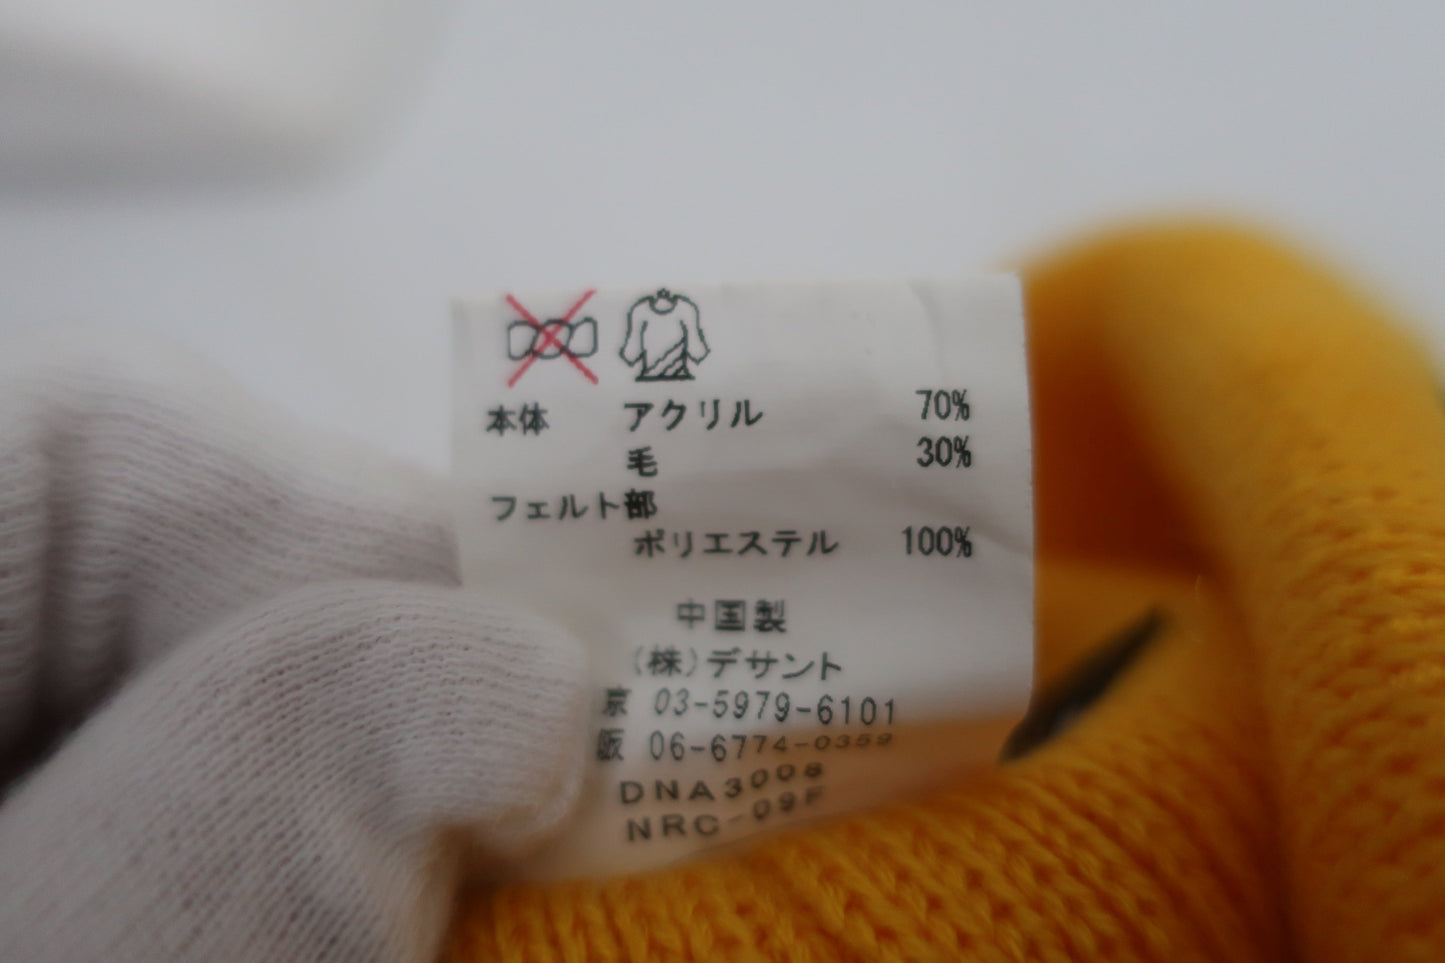 本体 アクリル 70%
毛 30%
フェルト部
ポリエステル 100%
中国製
(株)デサント
京 03-5979-6101
阪 06-6774-0359
DNA3008
NRC-09F